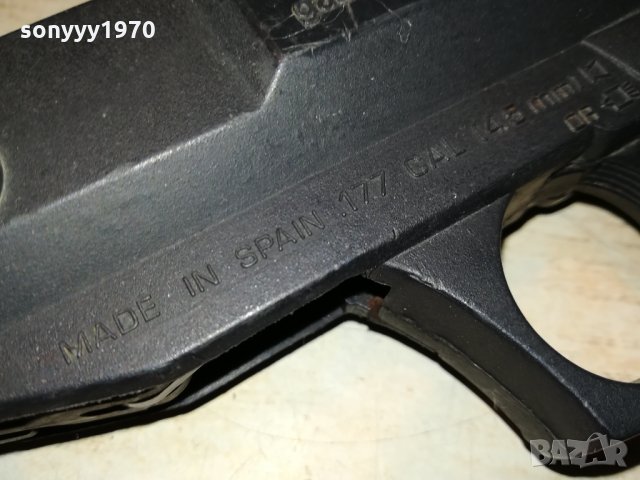 sonyyy1970
MADE IN SPAIN .177 CAL (4,5 mm)
BAZAR